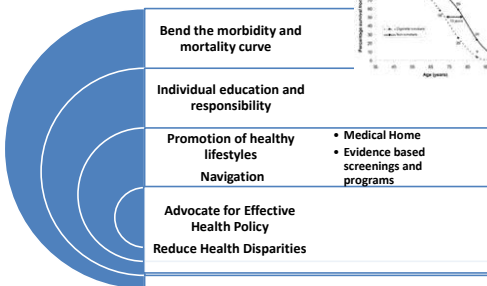 Bend the morbidity and
mortality curve
Individual education and
responsibility
Promotion of healthy
lifestyles
Navigation
• Medical Home
• Evidence based
screenings and
programs
Advocate for Effective
Health Policy
Reduce Health Disparities
Age (years)